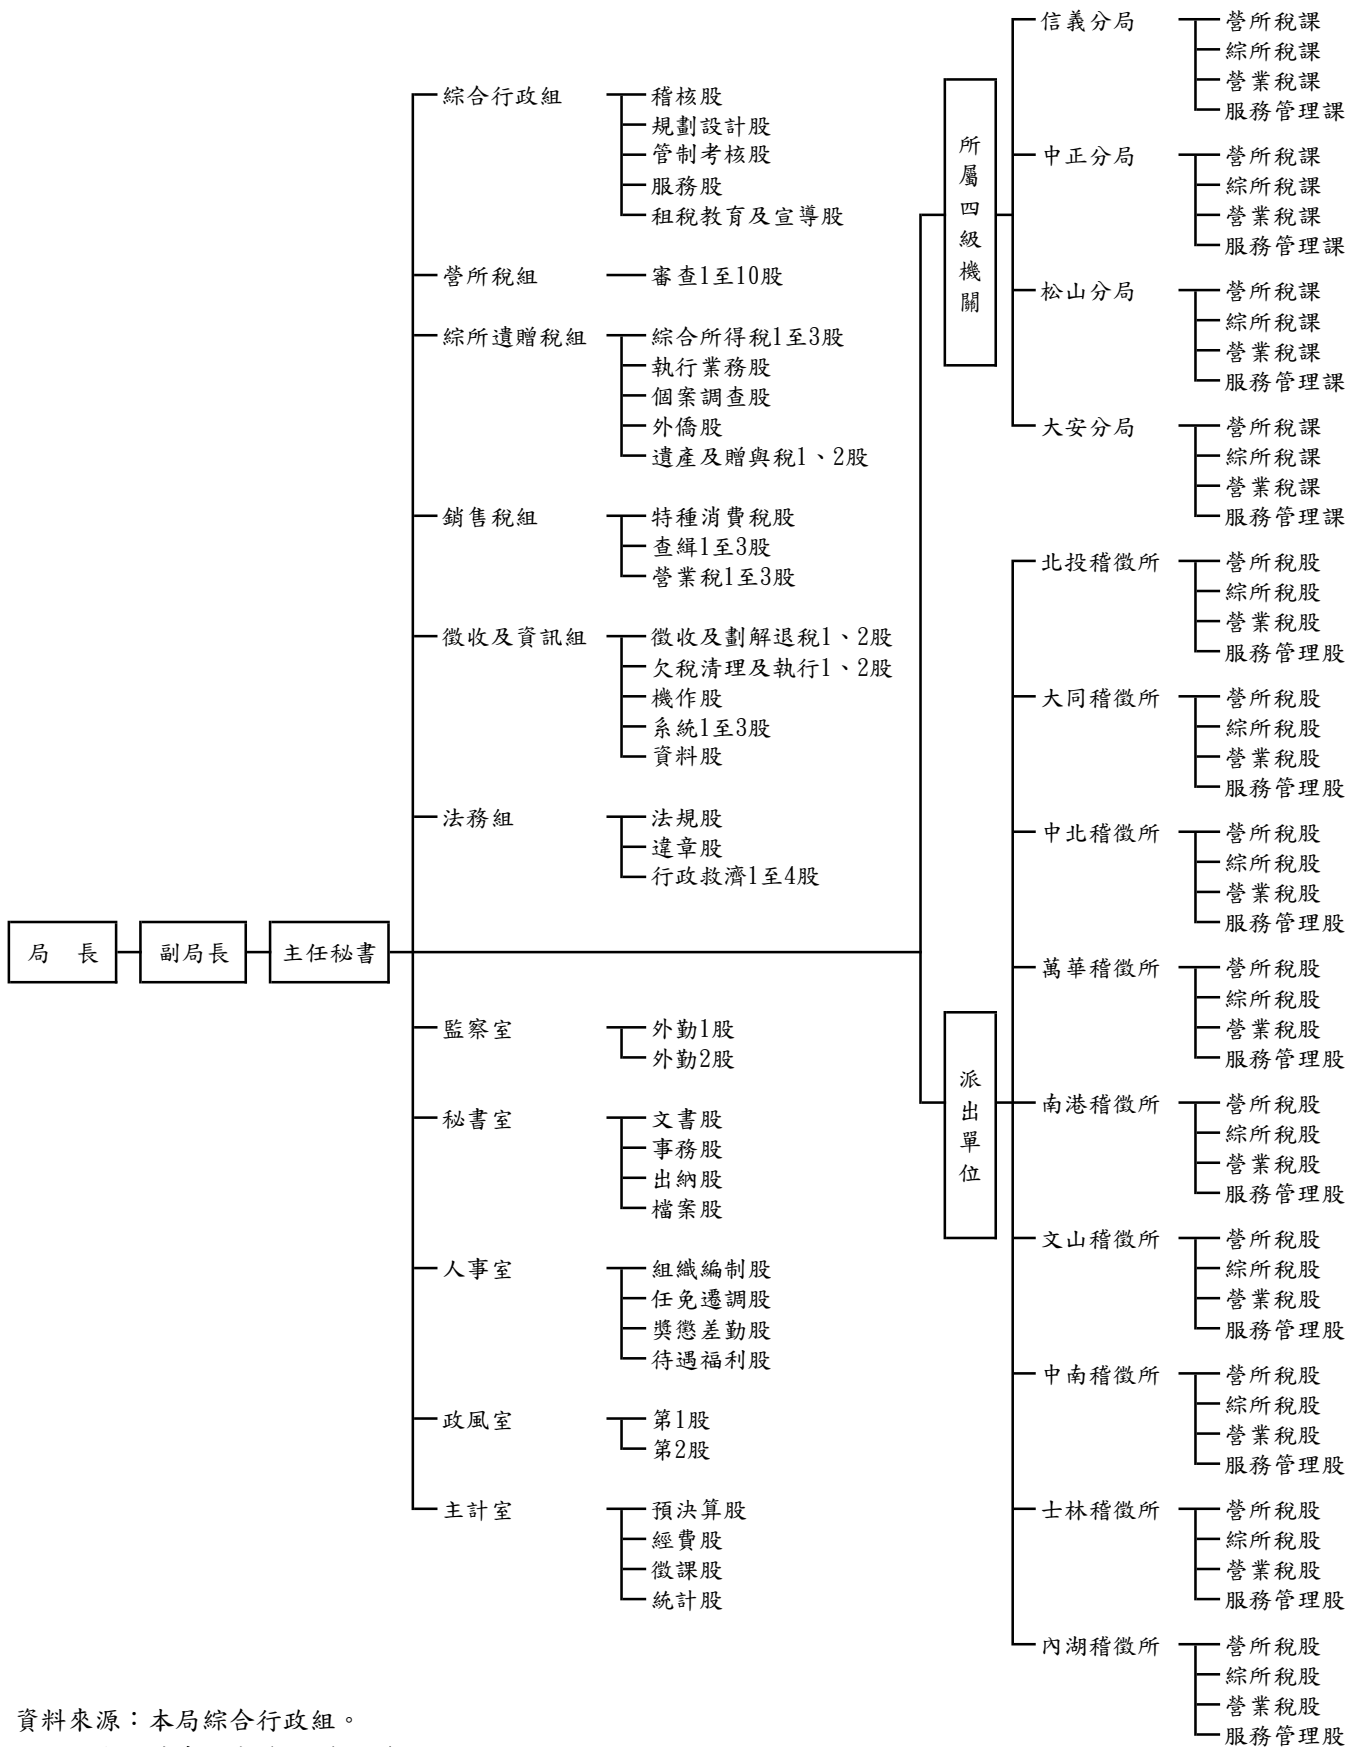 局　長
副局長
主任秘書
綜合行政組
稽核股
規劃設計股
管制考核股
服務股
租稅教育及宣導股
營所稅組
審查1至10股
綜所遺贈稅組
綜合所得稅1至3股
執行業務股
個案調查股
外僑股
遺產及贈與稅1、2股
銷售稅組
特種消費稅股
查緝1至3股
營業稅1至3股
徵收及資訊組
徵收及劃解退稅1、2股
欠稅清理及執行1、2股
機作股
系統1至3股
資料股
法務組
法規股
違章股
行政救濟1至4股
監察室
外勤1股
外勤2股
秘書室
文書股
事務股
出納股
檔案股
人事室
組織編制股
任免遷調股
獎懲差勤股
待遇福利股
政風室
第1股
第2股
主計室
預決算股
經費股
徵課股
統計股
所屬四級機關
信義分局
營所稅課
綜所稅課
營業稅課
服務管理課
中正分局
營所稅課
綜所稅課
營業稅課
服務管理課
松山分局
營所稅課
綜所稅課
營業稅課
服務管理課
大安分局
營所稅課
綜所稅課
營業稅課
服務管理課
派出單位
北投稽徵所
營所稅股
綜所稅股
營業稅股
服務管理股
大同稽徵所
營所稅股
綜所稅股
營業稅股
服務管理股
中北稽徵所
營所稅股
綜所稅股
營業稅股
服務管理股
萬華稽徵所
營所稅股
綜所稅股
營業稅股
服務管理股
南港稽徵所
營所稅股
綜所稅股
營業稅股
服務管理股
文山稽徵所
營所稅股
綜所稅股
營業稅股
服務管理股
中南稽徵所
營所稅股
綜所稅股
營業稅股
服務管理股
士林稽徵所
營所稅股
綜所稅股
營業稅股
服務管理股
內湖稽徵所
營所稅股
綜所稅股
營業稅股
服務管理股
資料來源：本局綜合行政組。